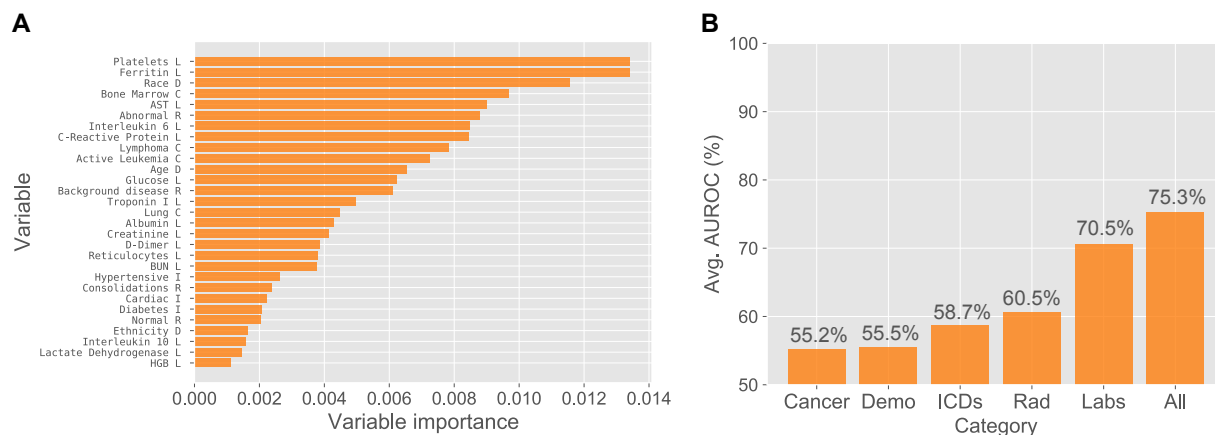 A
Variable
Platelets L
Ferritin L
Race D
Bone Marrow C
AST L
Abnormal R
Interleukin 6 L
C-Reactive Protein L
Lymphoma C
Active Leukemia C
Age D
Glucose L
Background disease R
Troponin I L
Lung C
Albumin L
Creatinine L
D-Dimer L
Reticulocytes L
BUN L
Hypertensive I
Consolidations R
Cardiac I
Diabetes I
Normal R
Ethnicity D
Interleukin 10 L
Lactate Dehydrogenase L
HGB L
0.000 0.002 0.004 0.006 0.008 0.010 0.012 0.014
Variable importance
B
Avg. AUROC (%)
100
90
80
70
60
50
55.2% 55.5% 58.7% 60.5% 70.5% 75.3%
Cancer Demo ICDs Rad Labs All
Category